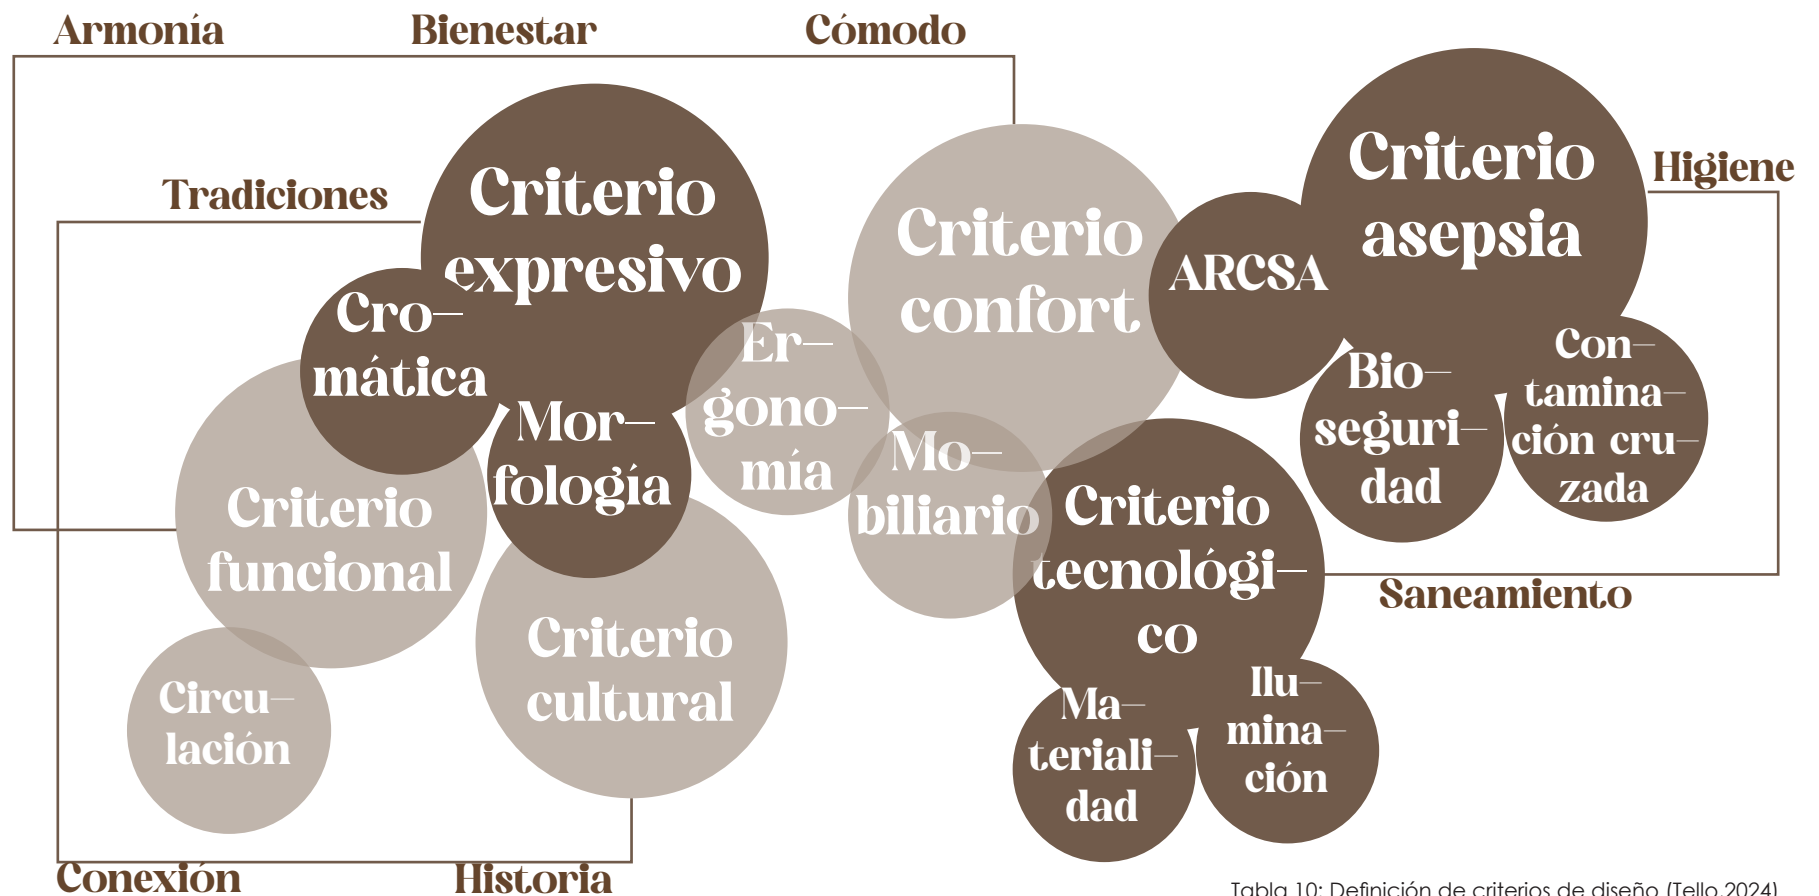 Armonía
Bienestar
Cómodo
Tradiciones
Criterio
expresivo
Cro-
mática
Mor-
fología
Er-
gono-
mía
Criterio
confort
Mo-
biliario
ARCSA
Criterio
asepsia
Higiene
Bio-
seguri-
dad
Con-
tamina-
ción cru-
zada
Criterio
funcional
Circu-
lación
Criterio
cultural
Criterio
tecnológi-
co
Saneamiento
Ma-
teriali-
dad
Ilu-
mina-
ción
Conexión
Historia
Tabla 10: Definición de criterios de diseño (Tello,2024)